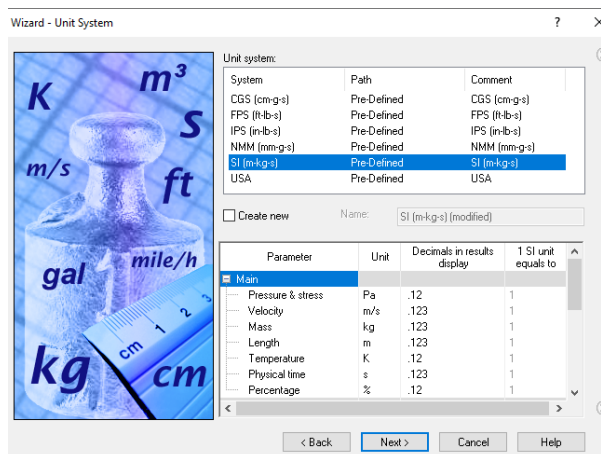 Wizard - Unit System ? ×
K
m³
S
m/s
ft
mile/h
gal
kg
cm 1 2 3
cm
Unit system:
System Path Comment
CGS (cm-g-s) Pre-Defined CGS (cm-g-s)
FPS (ft-lb-s) Pre-Defined FPS (ft-lb-s)
IPS (in-lb-s) Pre-Defined IPS (in-lb-s)
NMM (mm-g-s) Pre-Defined NMM (mm-g-s)
SI (m-kg-s) Pre-Defined SI (m-kg-s)
USA Pre-Defined USA
Create new Name: SI (m-kg-s) (modified)
Parameter Unit Decimals in results display 1 SI unit equals to
Main
Pressure & stress Pa .12 1
Velocity m/s .123 1
Mass kg .123 1
Length m .123 1
Temperature K .12 1
Physical time s .123 1
Percentage % .12 1
< Back Next > Cancel Help